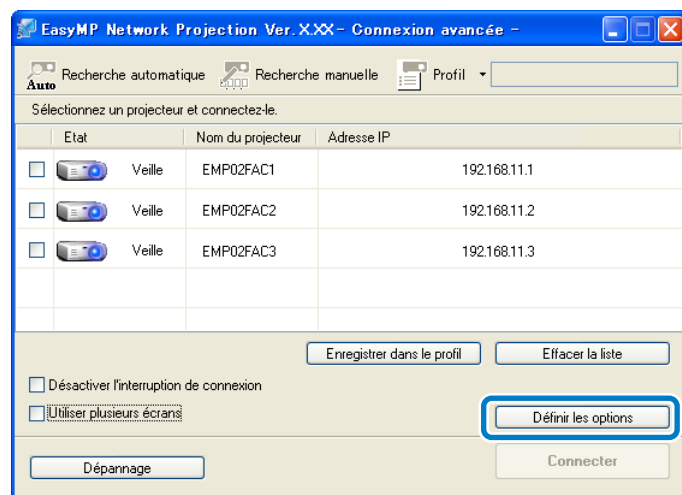 EasyMP Network Projection Ver.X.XX - Connexion avancée -
Auto Recherche automatique Recherche manuelle Profil
Sélectionnez un projecteur et connectez-le.
Etat Nom du projecteur Adresse IP
Veille EMP02FAC1 192.168.11.1
Veille EMP02FAC2 192.168.11.2
Veille EMP02FAC3 192.168.11.3
Enregistrer dans le profil Effacer la liste
Désactiver l'interruption de connexion
Utiliser plusieurs écrans Définir les options
Dépannage Connecter